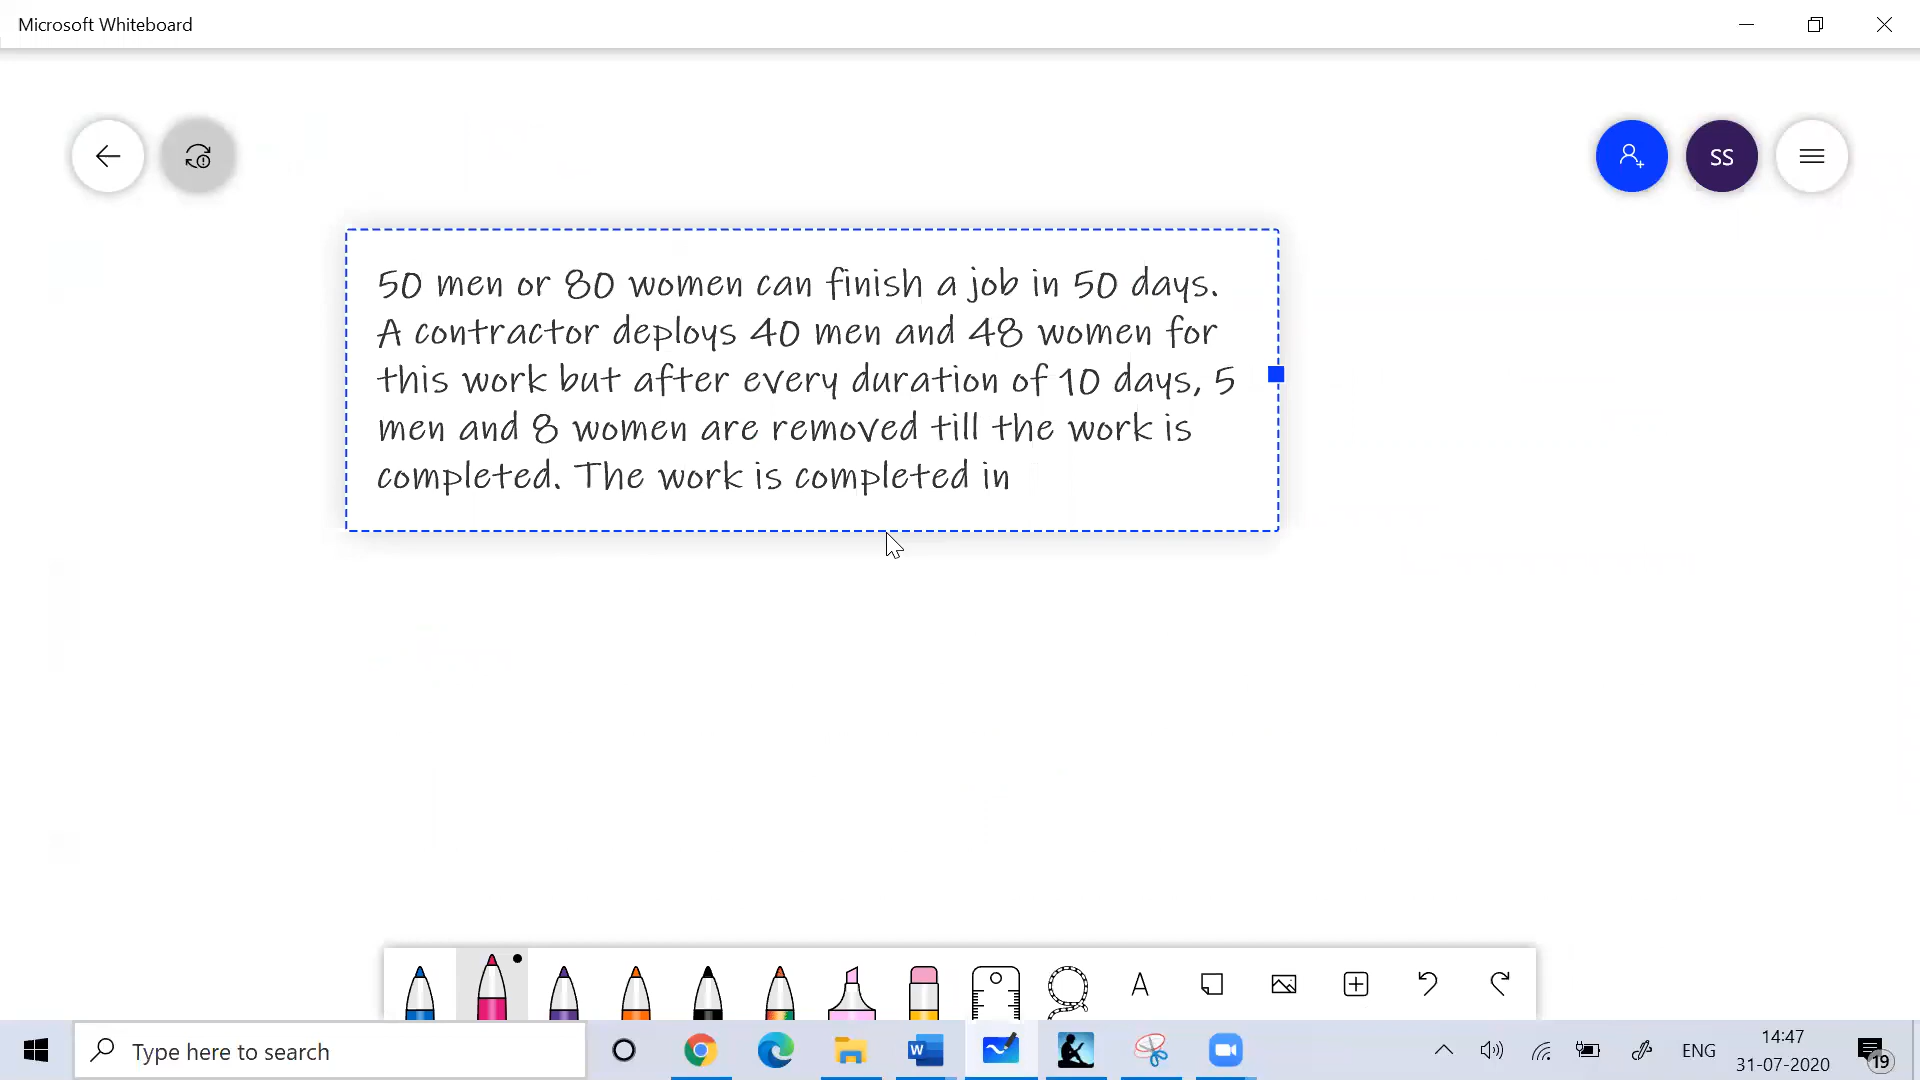 Microsoft Whiteboard
SS
50 men or 80 women can finish a job in 50 days.
A contractor deploys 40 men and 48 women for
this work but after every duration of 10 days, 5
men and 8 women are removed till the work is
completed. The work is completed in
A
Type here to search
W
ENG
14:47
31-07-2020
19